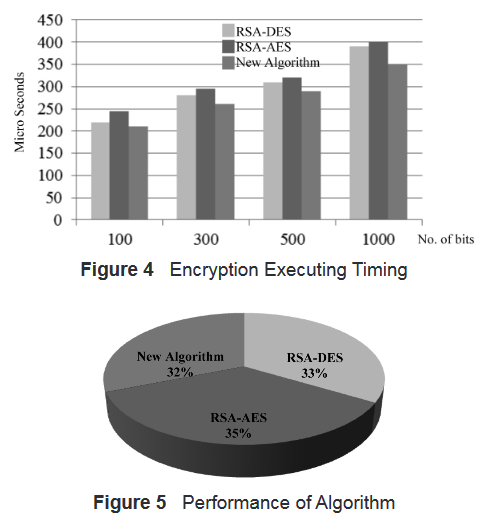 450
400
350
300
250
200
150
100
50
0
Micro Seconds
RSA-DES
RSA-AES
New Algorithm
100 300 500 1000 No. of bits
Figure 4 Encryption Executing Timing
New Algorithm
32%
RSA-DES
33%
RSA-AES
35%
Figure 5 Performance of Algorithm